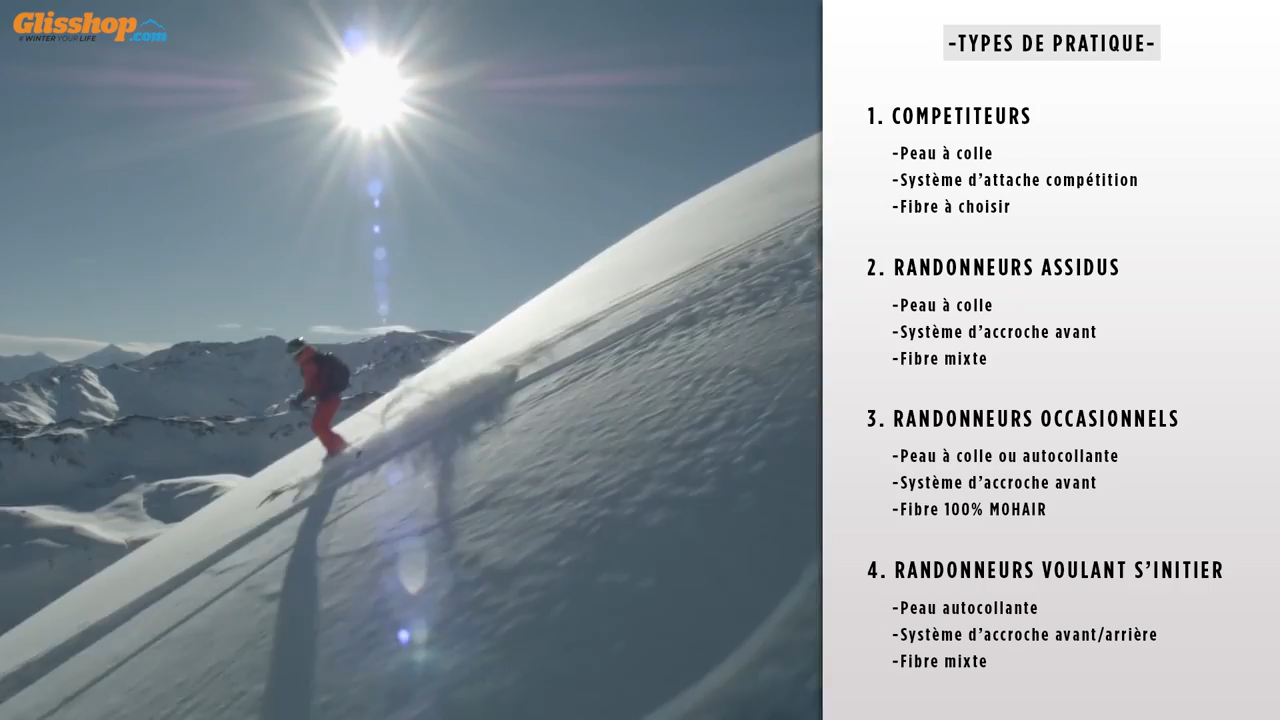 Glisshop.com
# WINTER YOUR LIFE
-TYPES DE PRATIQUE-
1. COMPETITEURS
-Peau à colle
-Système d’attache compétition
-Fibre à choisir
2. RANDONNEURS ASSIDUS
-Peau à colle
-Système d’accroche avant
-Fibre mixte
3. RANDONNEURS OCCASIONNELS
-Peau à colle ou autocollante
-Système d’accroche avant
-Fibre 100% MOHAIR
4. RANDONNEURS VOULANT S’INITIER
-Peau autocollante
-Système d’accroche avant/arrière
-Fibre mixte